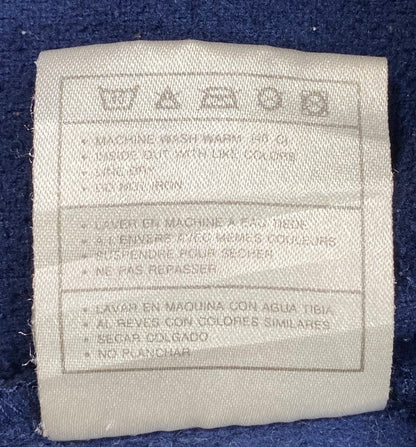 • MACHINE WASH WARM (40 C)
• INSIDE OUT WITH LIKE COLORS
• LINE DRY
• DO NOT IRON
• LAVER EN MACHINE À EAU TIEDE
• A L'ENVERS AVEC MEMES COULEURS
• SUSPENDRE POUR SECHER
• NE PAS REPASSER
• LAVAR EN MAQUINA CON AGUA TIBIA
• AL REVES CON COLORES SIMILARES
• SECAR COLGADO
• NO PLANCHAR